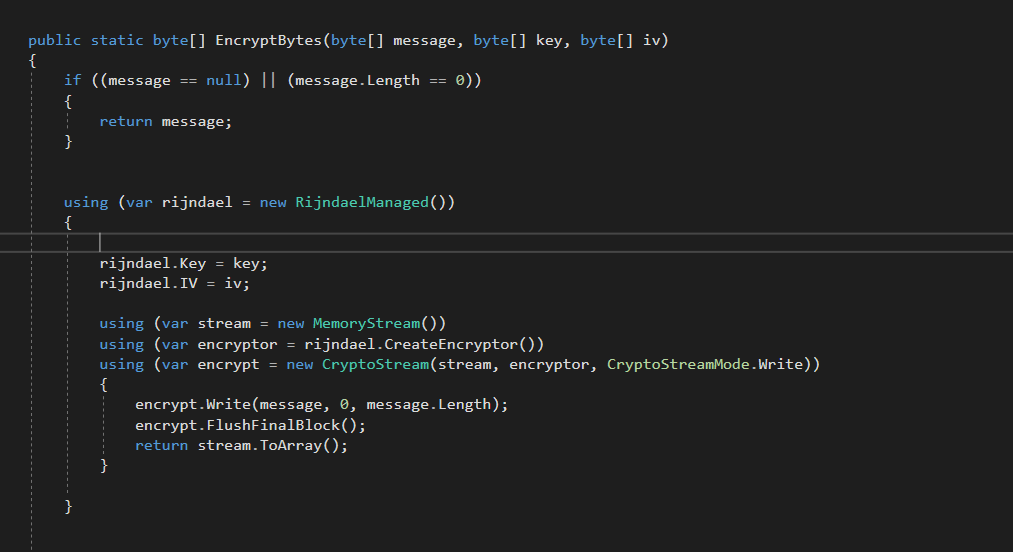 public static byte[] EncryptBytes(byte[] message, byte[] key, byte[] iv)
{
if ((message == null) || (message.Length == 0))
{
return message;
}
using (var rijndael = new RijndaelManaged())
{
rijndael.Key = key;
rijndael.IV = iv;
using (var stream = new MemoryStream())
using (var encryptor = rijndael.CreateEncryptor())
using (var encrypt = new CryptoStream(stream, encryptor, CryptoStreamMode.Write))
{
encrypt.Write(message, 0, message.Length);
encrypt.FlushFinalBlock();
return stream.ToArray();
}
}